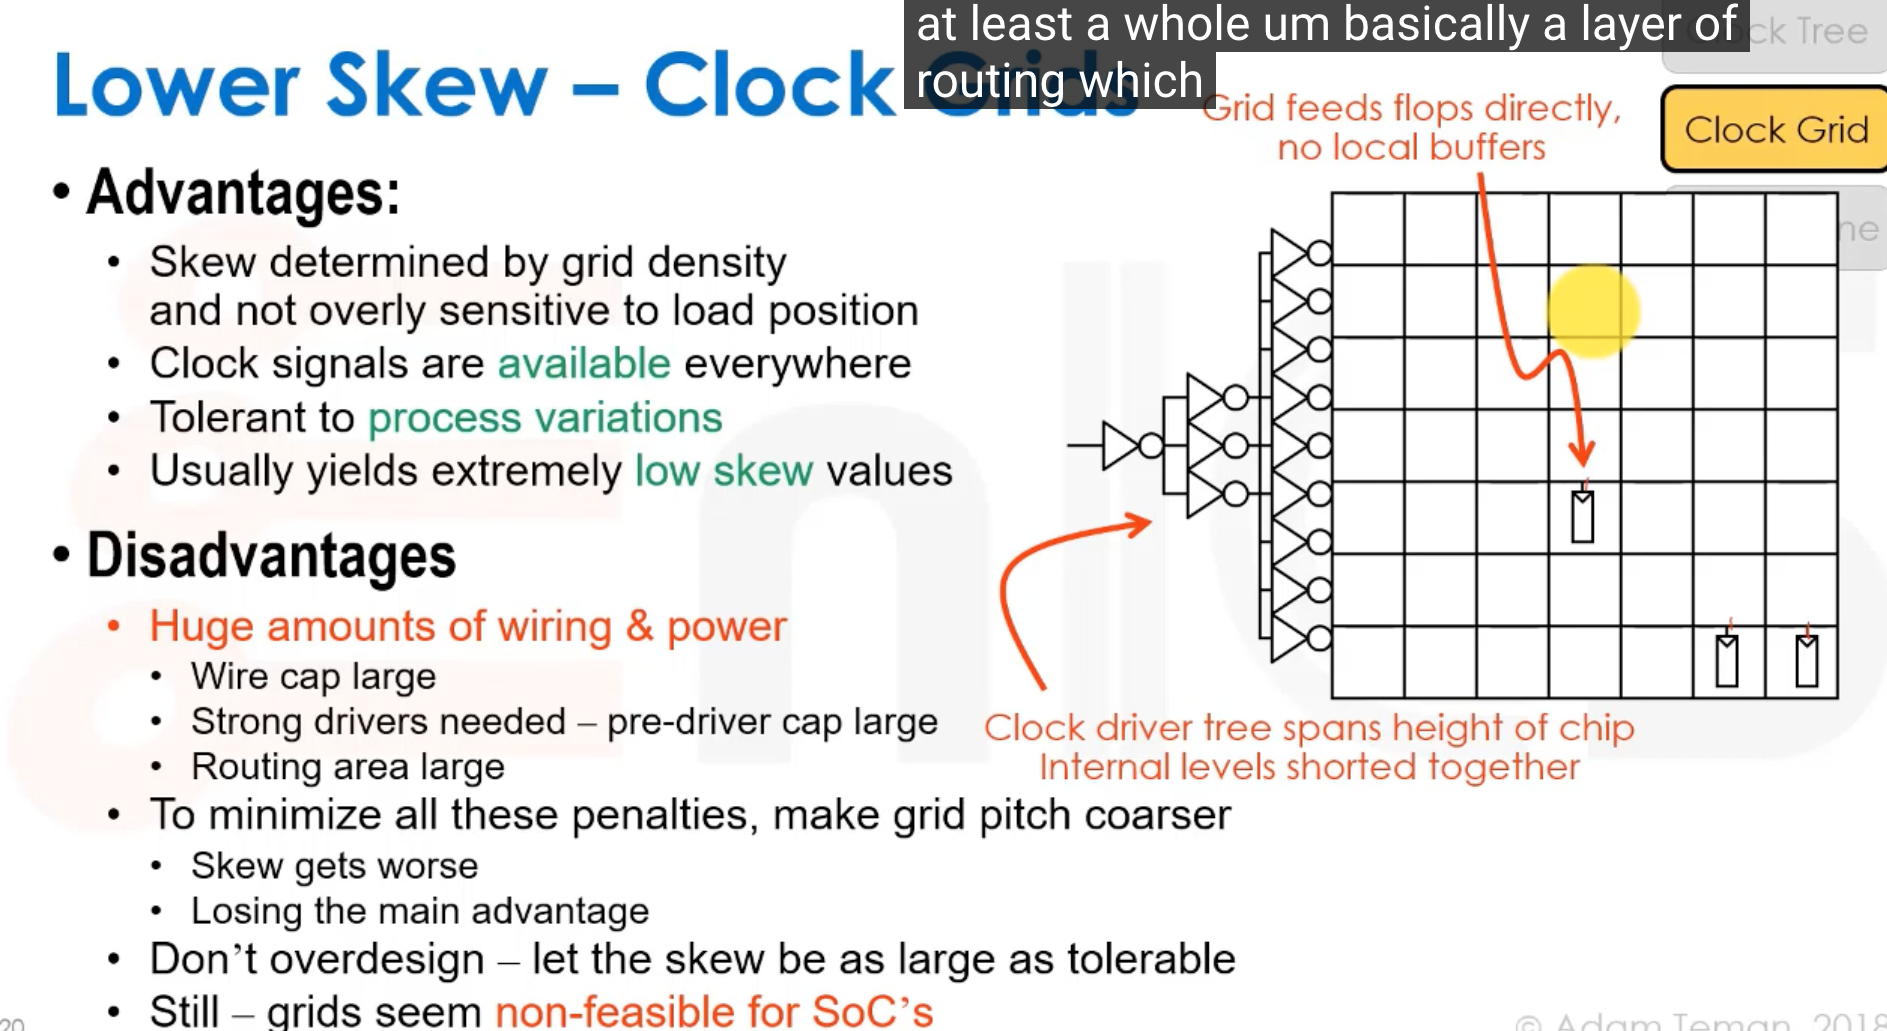 at least a whole um basically a layer of
routing which
Lower Skew – Clock Grids
Clock Tree
Clock Grid
Grid feeds flops directly,
no local buffers
• Advantages:
• Skew determined by grid density
and not overly sensitive to load position
• Clock signals are available everywhere
• Tolerant to process variations
• Usually yields extremely low skew values
• Disadvantages
• Huge amounts of wiring & power
• Wire cap large
• Strong drivers needed – pre-driver cap large
• Routing area large
Clock driver tree spans height of chip
Internal levels shorted together
• To minimize all these penalties, make grid pitch coarser
• Skew gets worse
• Losing the main advantage
• Don’t overdesign – let the skew be as large as tolerable
• Still – grids seem non-feasible for SoC’s
20
© Adam Teman, 2018